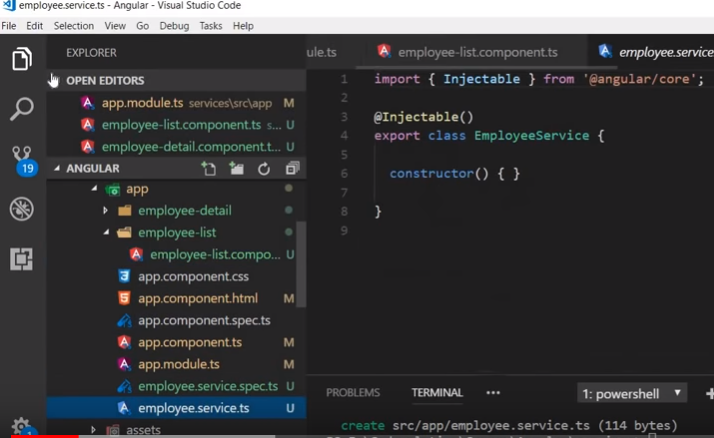 employee.service.ts - Angular - Visual Studio Code
File Edit Selection View Go Debug Tasks Help
EXPLORER
OPEN EDITORS
app.module.ts services\src\app M
employee-list.component.ts s... U
employee-detail.component.t... U
19
ANGULAR
app
employee-detail
employee-list
employee-list.compo... U
app.component.css
app.component.html M
app.component.spec.ts
app.component.ts M
app.module.ts M
employee.service.spec.ts U
employee.service.ts U
assets
1
ule.ts employee-list.component.ts employee.service
1 import { Injectable } from '@angular/core';
2
3 @Injectable()
4 export class EmployeeService {
5
6 constructor() { }
7
8 }
9
PROBLEMS TERMINAL ••• 1: powershell
create src/app/employee.service.ts (114 bytes)